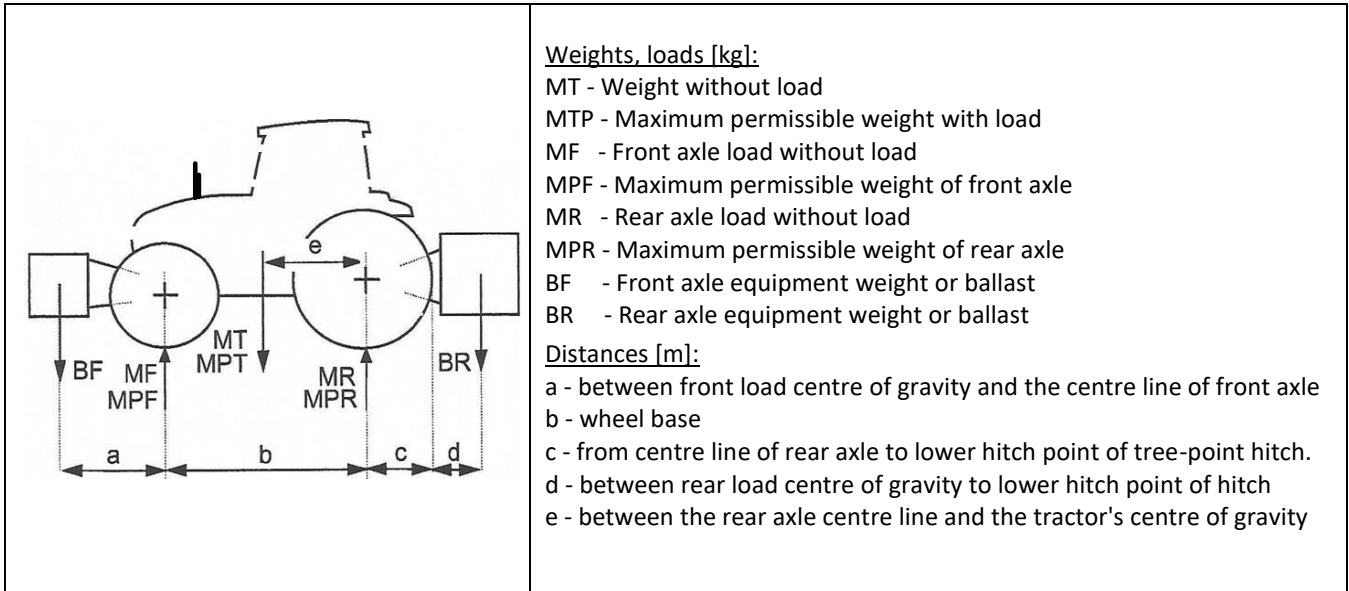 e
MT
MPT
BF
MF
MPF
MR
MPR
BR
a
b
c
d
Weights, loads [kg]:
MT - Weight without load
MTP - Maximum permissible weight with load
MF - Front axle load without load
MPF - Maximum permissible weight of front axle
MR - Rear axle load without load
MPR - Maximum permissible weight of rear axle
BF - Front axle equipment weight or ballast
BR - Rear axle equipment weight or ballast
Distances [m]:
a - between front load centre of gravity and the centre line of front axle
b - wheel base
c - from centre line of rear axle to lower hitch point of tree-point hitch.
d - between rear load centre of gravity to lower hitch point of hitch
e - between the rear axle centre line and the tractor's centre of gravity